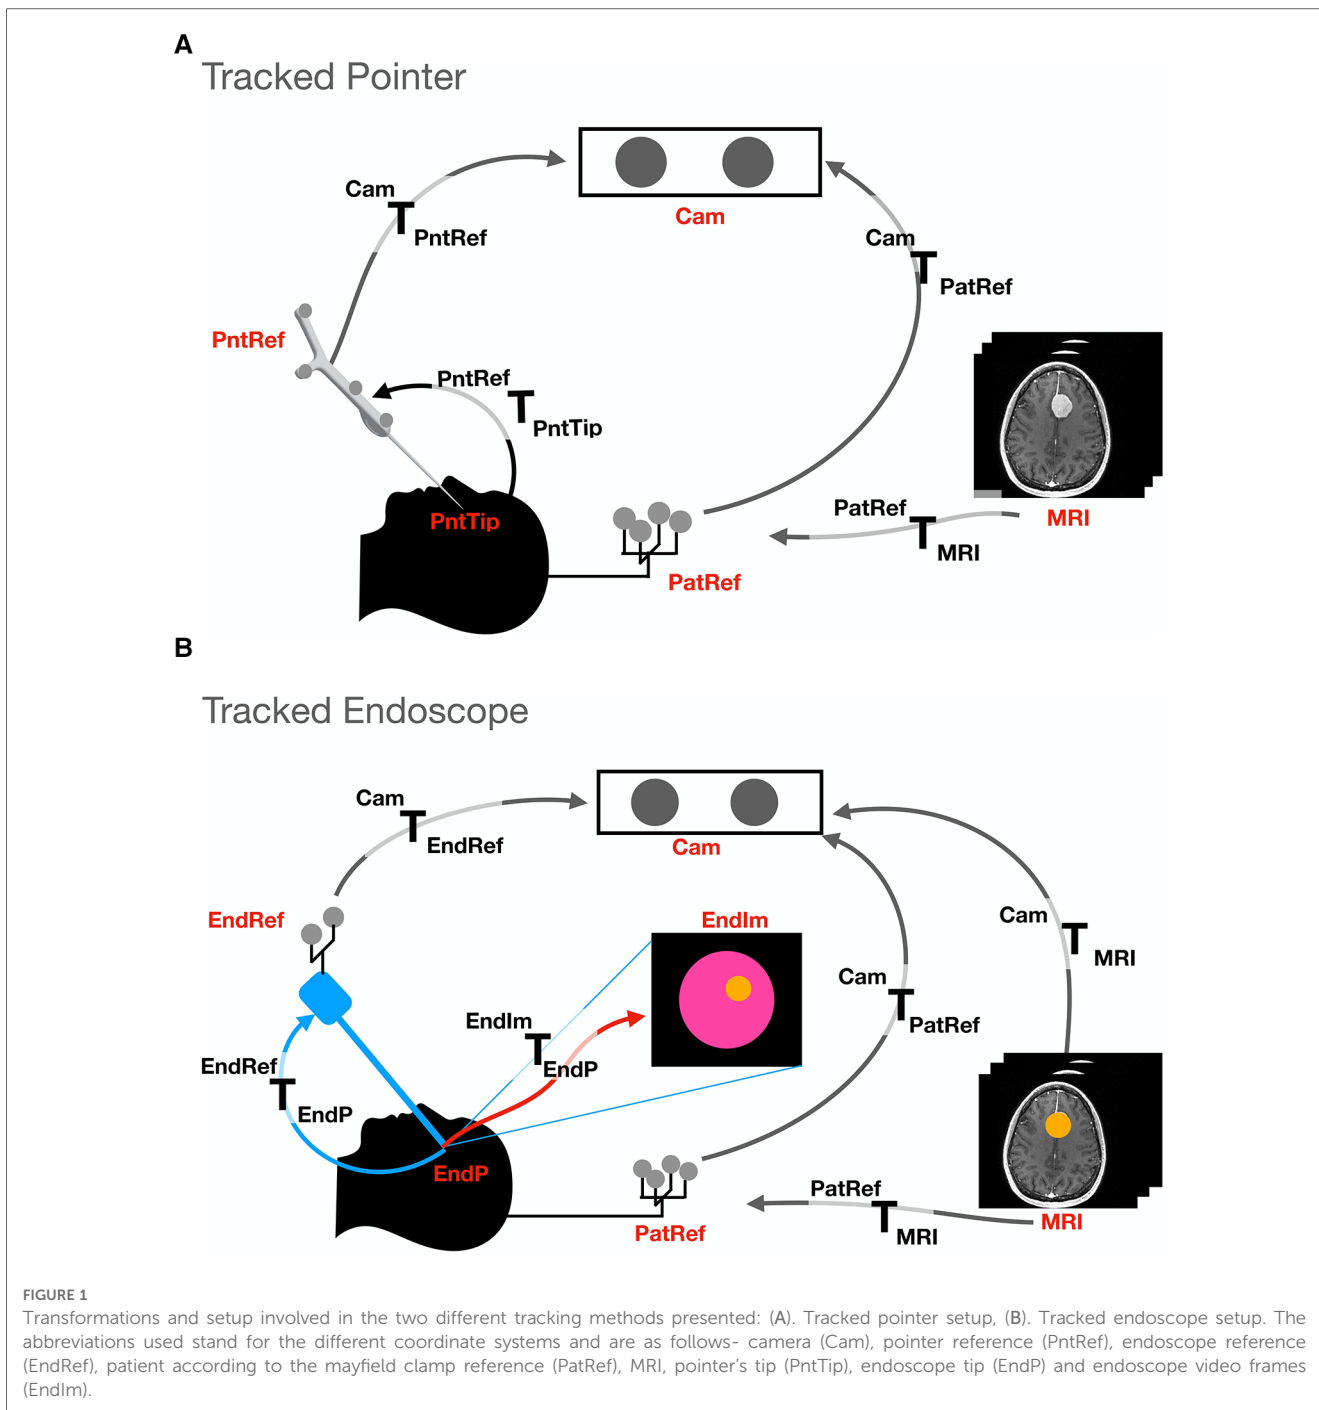 A
Tracked Pointer
Cam
T
PntRef
Cam
Cam
T
PatRef
PntRef
PntRef
T
PntTip
PntTip
PatRef
T
MRI
MRI
PatRef
B
Tracked Endoscope
Cam
T
EndRef
Cam
EndRef
EndIm
Cam
T
MRI
Cam
T
PatRef
EndIm
T
EndP
EndRef
T
EndP
EndP
PatRef
T
MRI
MRI
PatRef
FIGURE 1
Transformations and setup involved in the two different tracking methods presented: (A). Tracked pointer setup, (B). Tracked endoscope setup. The
abbreviations used stand for the different coordinate systems and are as follows- camera (Cam), pointer reference (PntRef), endoscope reference
(EndRef), patient according to the mayfield clamp reference (PatRef), MRI, pointer's tip (PntTip), endoscope tip (EndP) and endoscope video frames
(EndIm).